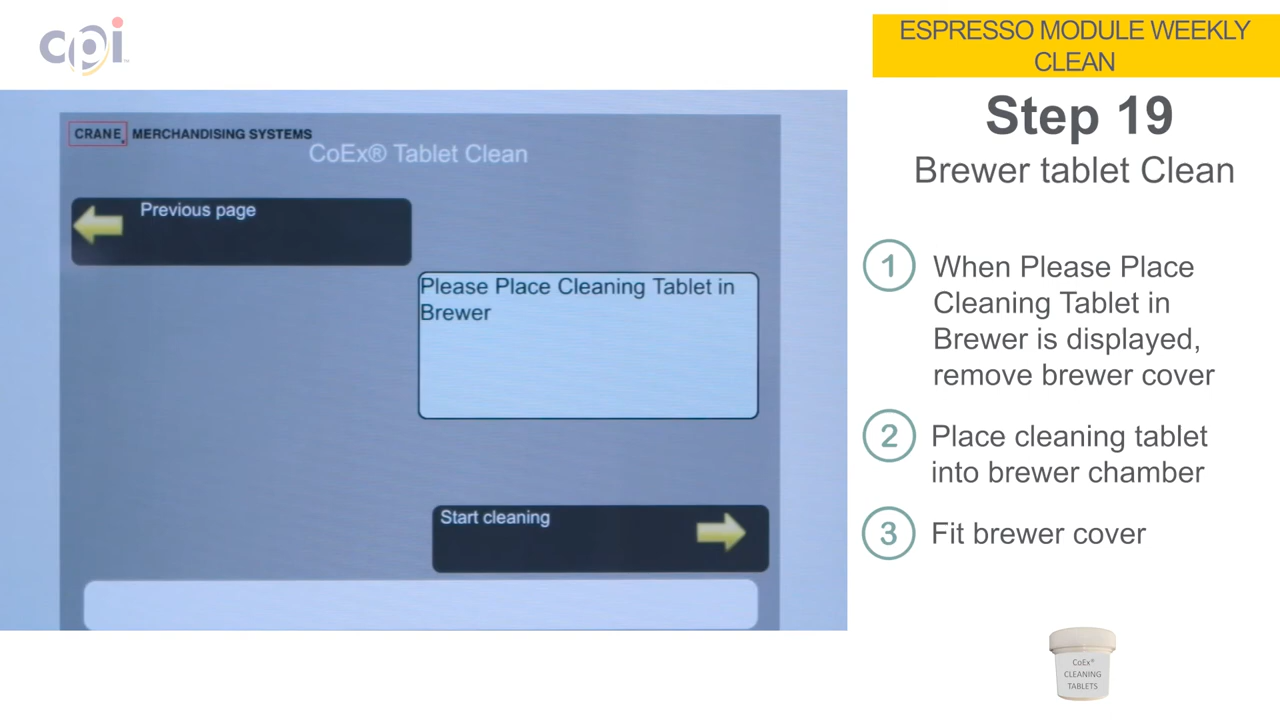 cpi
ESPRESSO MODULE WEEKLY
CLEAN
Step 19
Brewer tablet Clean
CRANE MERCHANDISING SYSTEMS
CoEx® Tablet Clean
Previous page
Please Place Cleaning Tablet in
Brewer
Start cleaning
1 When Please Place
Cleaning Tablet in
Brewer is displayed,
remove brewer cover
2 Place cleaning tablet
into brewer chamber
3 Fit brewer cover
CoEx®
CLEANING
TABLETS